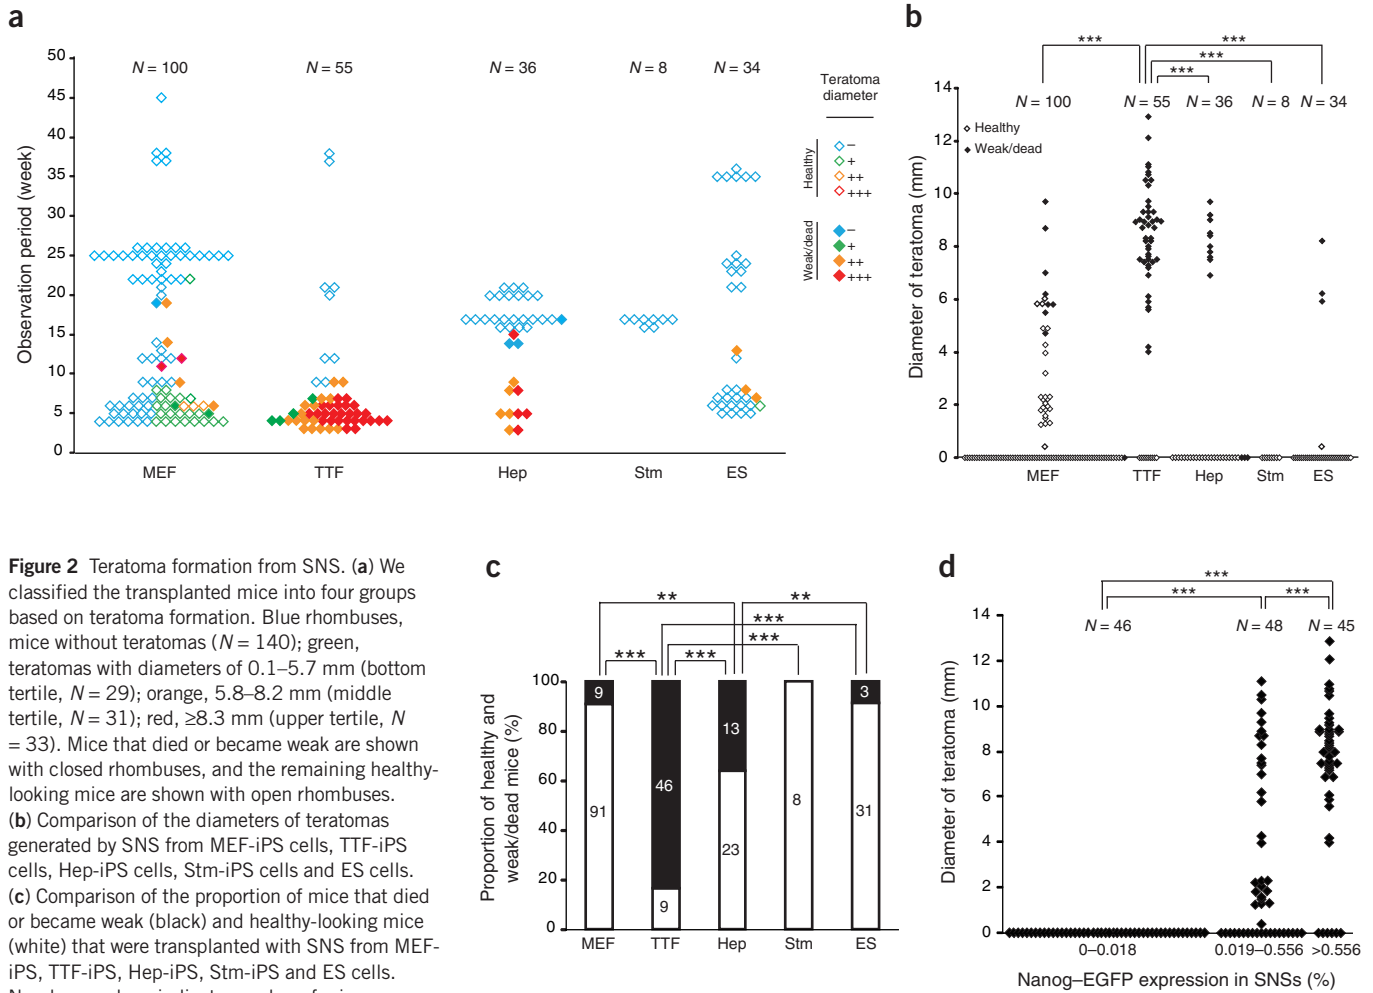 a
50
45
40
35
30
25
20
15
10
5
0
Observation period (week)
N = 100
N = 55
N = 36
N = 8
N = 34
MEF
TTF
Hep
Stm
ES
Teratoma
diameter
Healthy
–
+
++
+++
Weak/dead
–
+
++
+++
b
***
***
***
***
14
12
10
8
6
4
2
0
Diameter of teratoma (mm)
N = 100
N = 55
N = 36
N = 8
N = 34
Healthy
Weak/dead
MEF
TTF
Hep
Stm
ES
Figure 2 Teratoma formation from SNS. (a) We
classified the transplanted mice into four groups
based on teratoma formation. Blue rhombuses,
mice without teratomas (N = 140); green,
teratomas with diameters of 0.1–5.7 mm (bottom
tertile, N = 29); orange, 5.8–8.2 mm (middle
tertile, N = 31); red, ≥8.3 mm (upper tertile, N
= 33). Mice that died or became weak are shown
with closed rhombuses, and the remaining healthy-
looking mice are shown with open rhombuses.
(b) Comparison of the diameters of teratomas
generated by SNS from MEF-iPS cells, TTF-iPS
cells, Hep-iPS cells, Stm-iPS cells and ES cells.
(c) Comparison of the proportion of mice that died
or became weak (black) and healthy-looking mice
(white) that were transplanted with SNS from MEF-
iPS, TTF-iPS, Hep-iPS, Stm-iPS and ES cells.
c
**
**
***
***
***
***
100
80
60
40
20
0
Proportion of healthy and
weak/dead mice (%)
9
91
46
9
13
23
8
3
31
MEF
TTF
Hep
Stm
ES
d
***
***
***
14
12
10
8
6
4
2
0
Diameter of teratoma (mm)
N = 46
N = 48
N = 45
0–0.018
0.019–0.556
>0.556
Nanog–EGFP expression in SNSs (%)